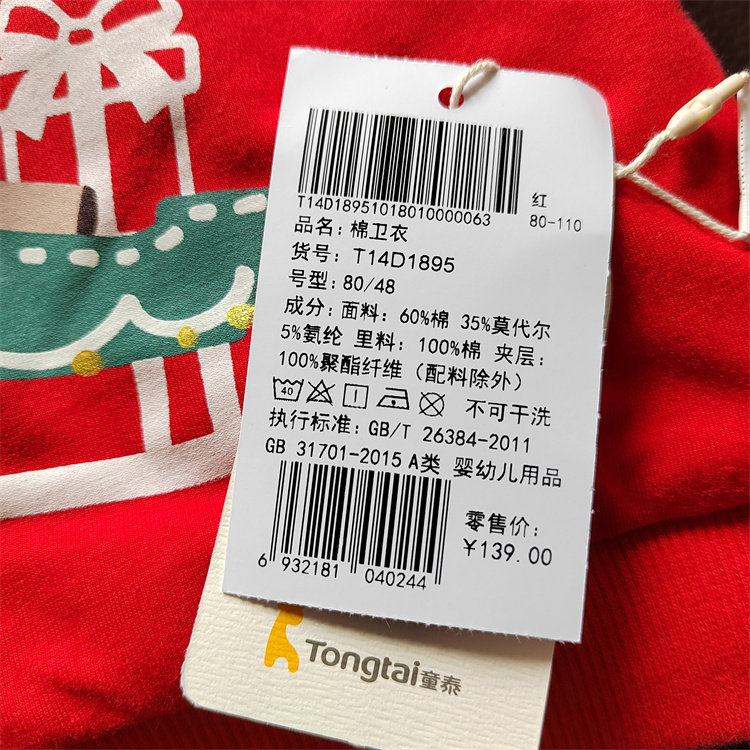 T14D18951018010000063
红
80-110
品名: 棉卫衣
货号: T14D1895
号型: 80/48
成分: 面料: 60%棉 35%莫代尔
5%氨纶 里料: 100%棉 夹层:
100%聚酯纤维 (配料除外)
40 不可干洗
执行标准: GB/T 26384-2011
GB 31701-2015 A类 婴幼儿用品
零售价:
¥139.00
6 932181 040244
Tongtai童泰